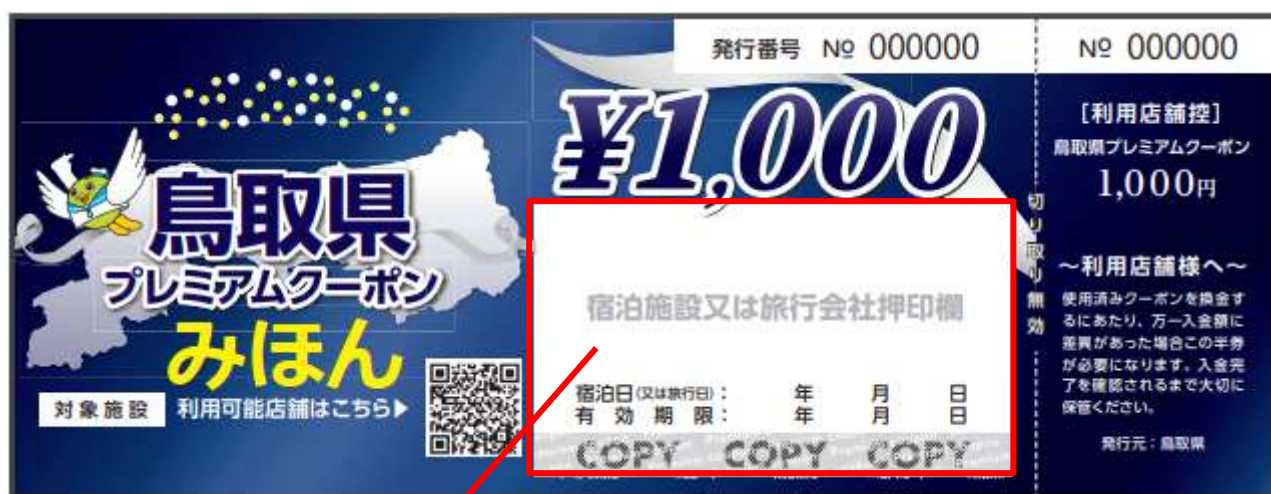 発行番号 № 000000
№ 000000
¥1,000
鳥取県
プレミアムクーポン
みほん
対象施設 利用可能店舗はこちら▶
宿泊施設又は旅行会社押印欄
宿泊日(又は旅行日)： 年 月 日
有効期限： 年 月 日
COPY COPY COPY
切り取り無効
［利用店舗控］
鳥取県プレミアムクーポン
1,000円
～利用店舗様へ～
使用済みクーポンを換金す
るにあたり、万一入金額に
差異があった場合この半券
が必要になります。入金完
了を確認されるまで大切に
保管ください。
発行元：鳥取県